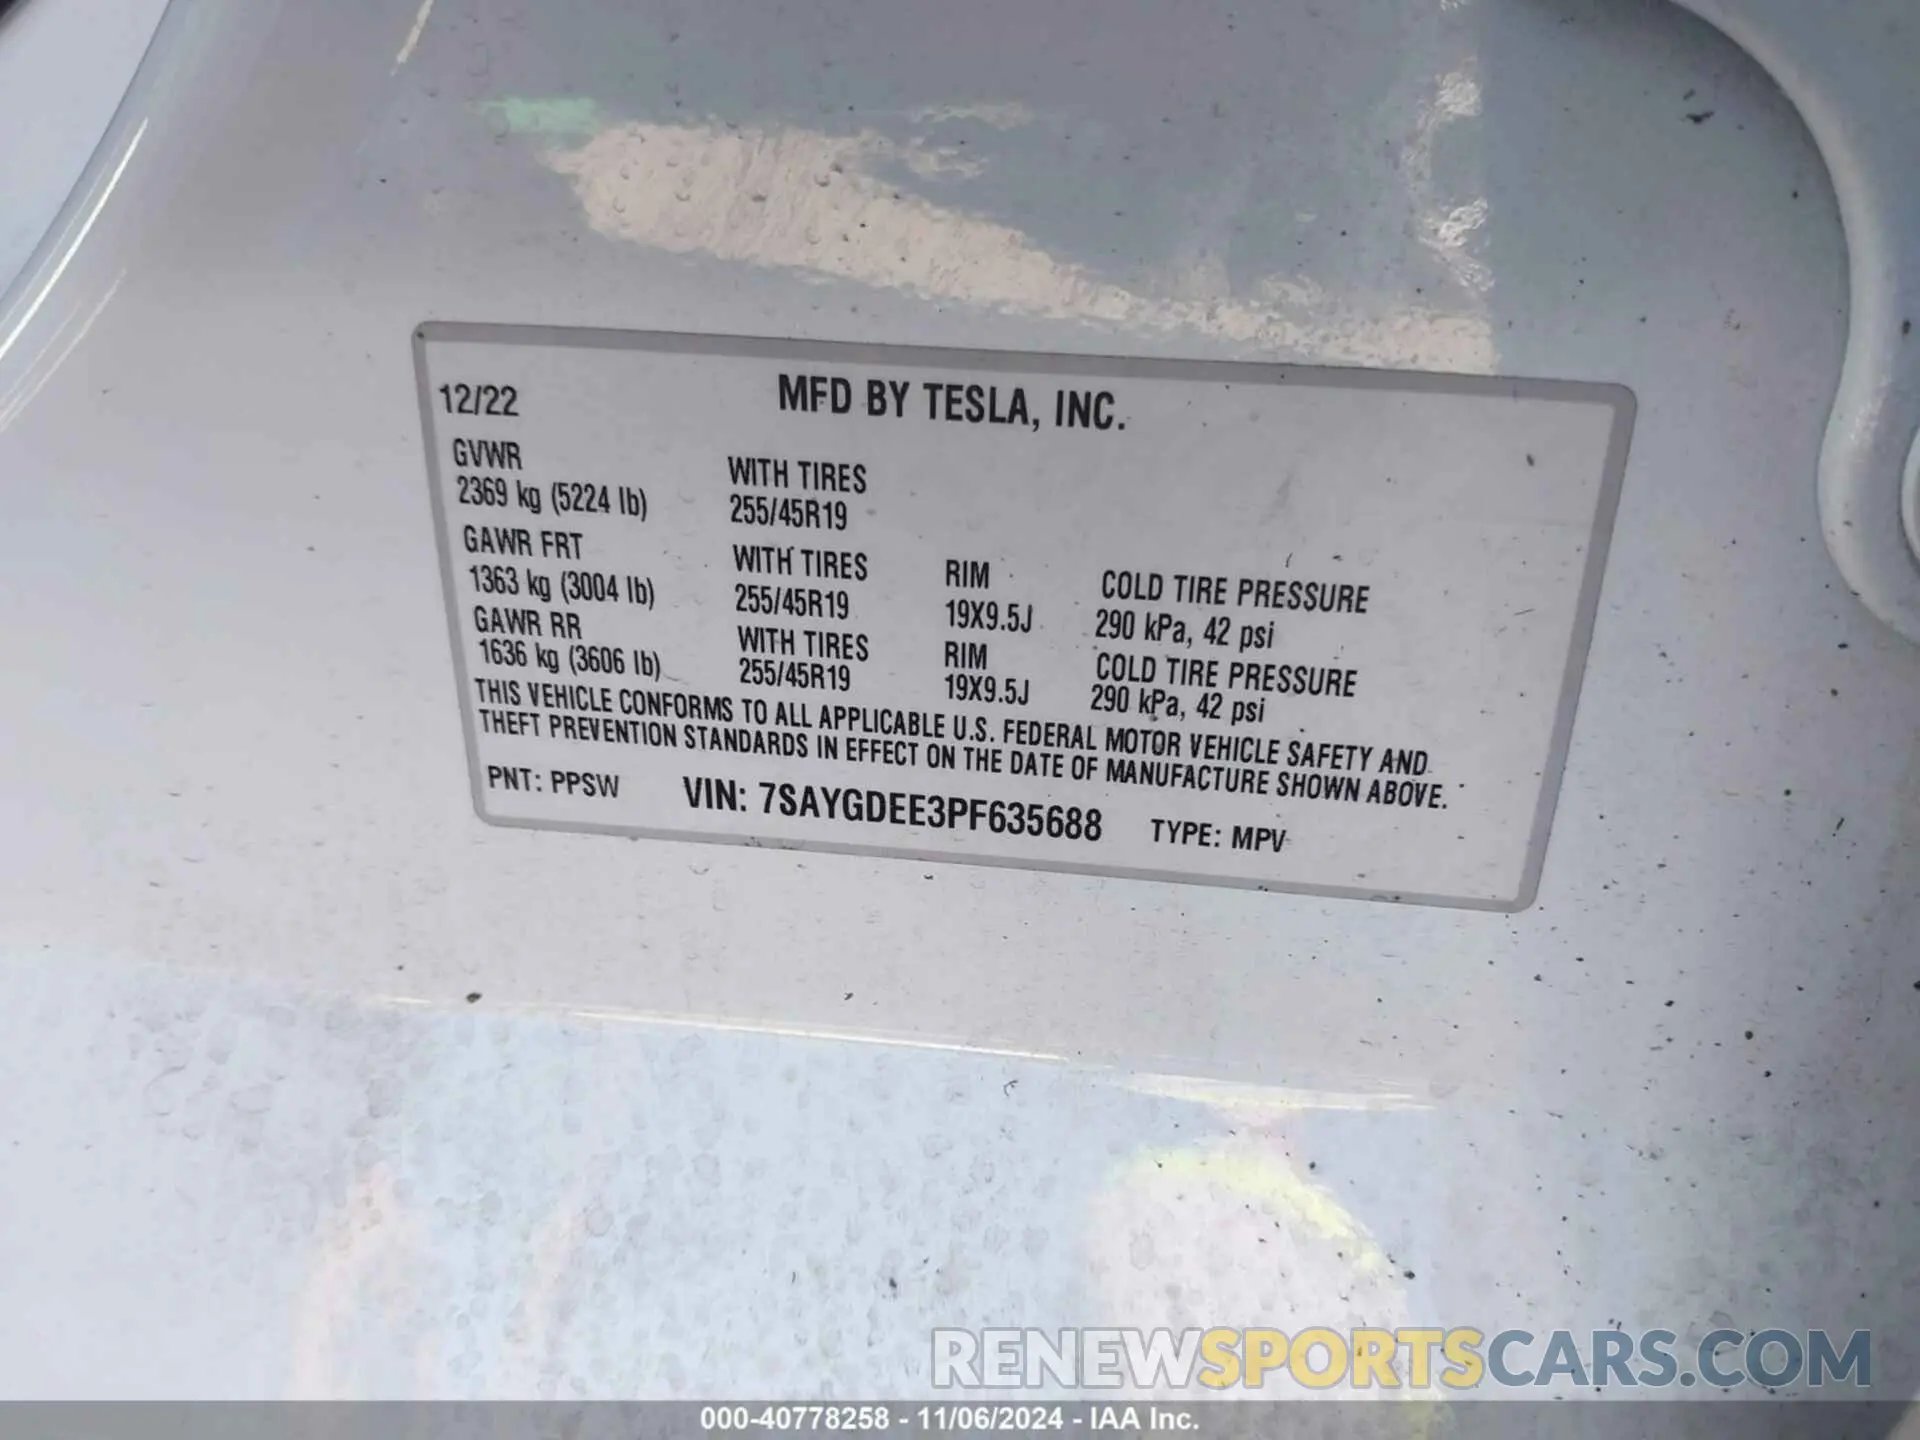 12/22 MFD BY TESLA, INC.
GVWR WITH TIRES
2369 kg (5224 lb) 255/45R19
GAWR FRT WITH TIRES RIM COLD TIRE PRESSURE
1363 kg (3004 lb) 255/45R19 19X9.5J 290 kPa, 42 psi
GAWR RR WITH TIRES RIM COLD TIRE PRESSURE
1636 kg (3606 lb) 255/45R19 19X9.5J 290 kPa, 42 psi
THIS VEHICLE CONFORMS TO ALL APPLICABLE U.S. FEDERAL MOTOR VEHICLE SAFETY AND
THEFT PREVENTION STANDARDS IN EFFECT ON THE DATE OF MANUFACTURE SHOWN ABOVE.
PNT: PPSW VIN: 7SAYGDEE3PF635688 TYPE: MPV
RENEWSPORTSCARS.COM
000-40778258 - 11/06/2024 - IAA Inc.